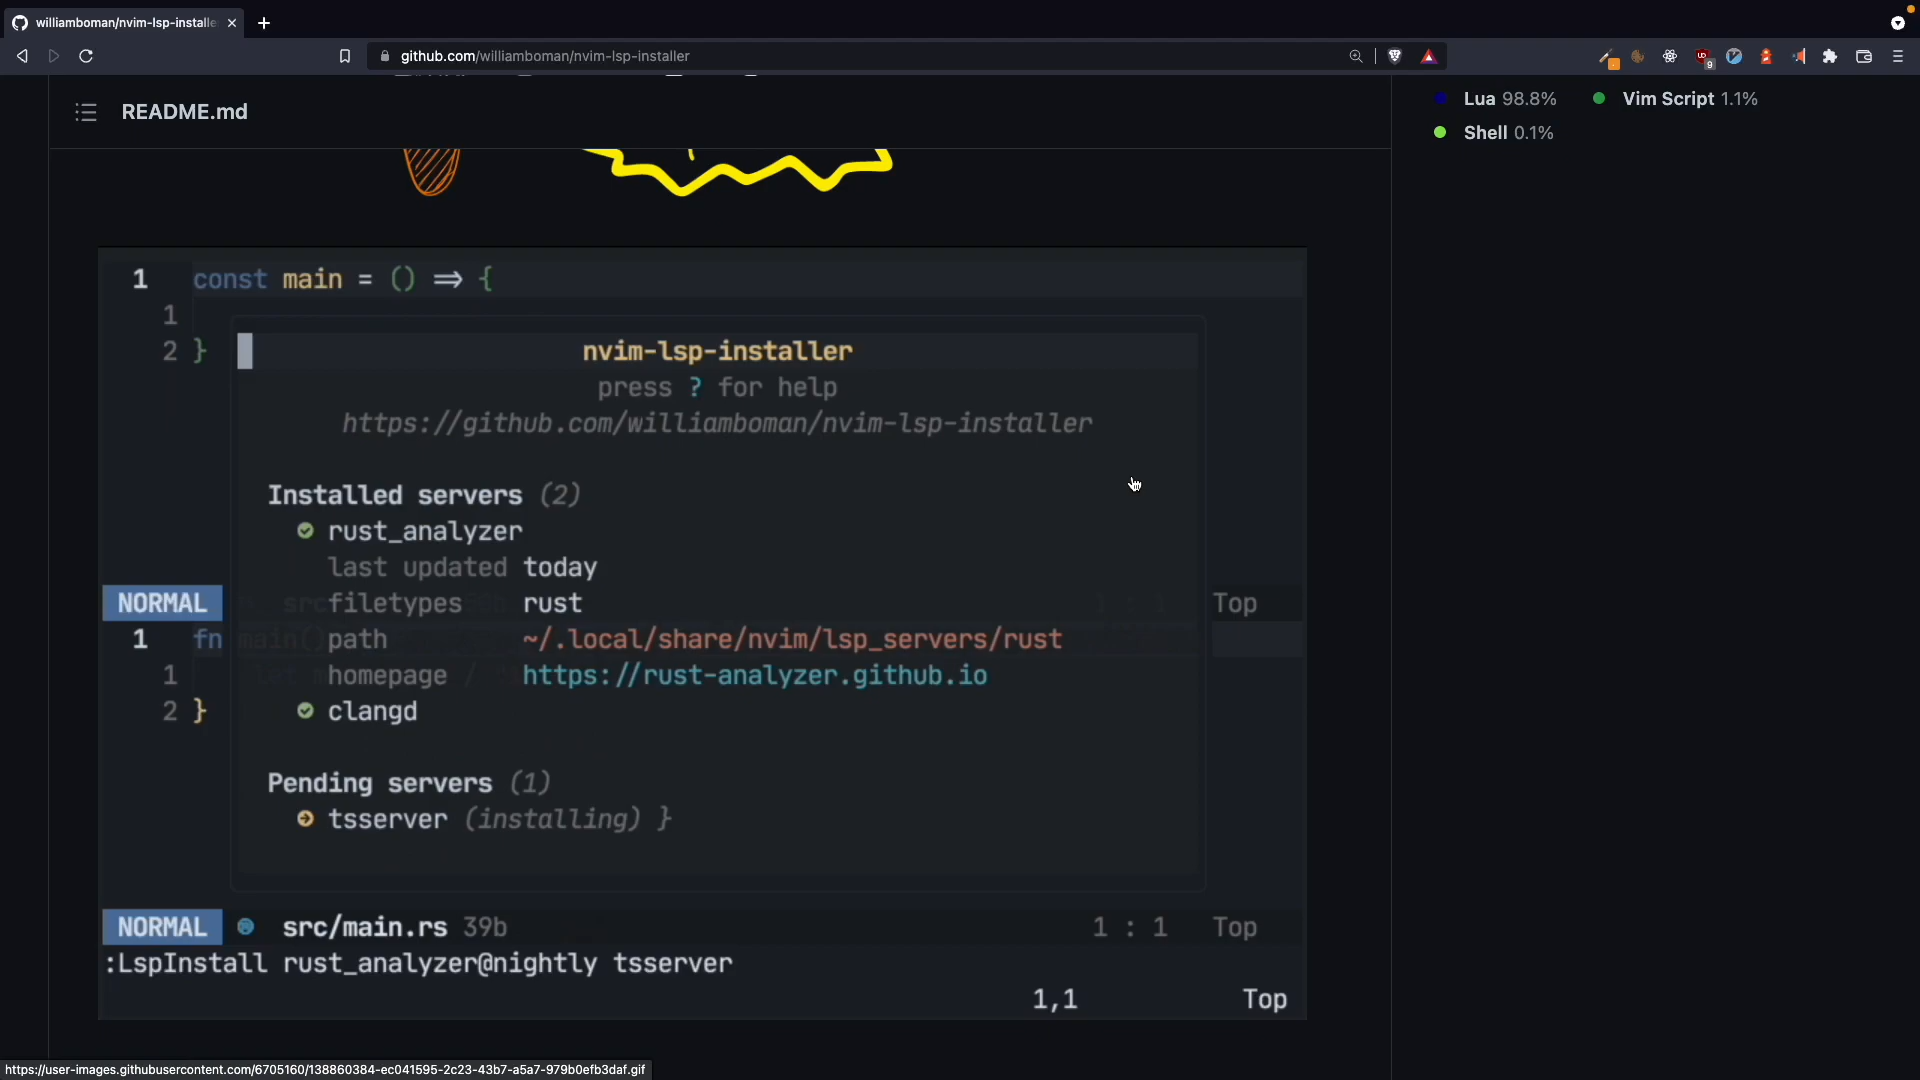 williamboman/nvim-lsp-installe
github.com/williamboman/nvim-lsp-installer
9
README.md
Lua 98.8%
Vim Script 1.1%
Shell 0.1%
1 const main = () => {
1
2 }
nvim-lsp-installer
press ? for help
https://github.com/williamboman/nvim-lsp-installer
Installed servers (2)
rust_analyzer
last updated today
NORMAL
filetypes rust
Top
1 fn main()
path ~/.local/share/nvim/lsp_servers/rust
1
homepage https://rust-analyzer.github.io
2 }
clangd
Pending servers (1)
tsserver (installing) }
NORMAL src/main.rs 39b 1 : 1 Top
:LspInstall rust_analyzer@nightly tsserver
1,1 Top
https://user-images.githubusercontent.com/6705160/138860384-ec041595-2c23-43b7-a5a7-979b0efb3daf.gif